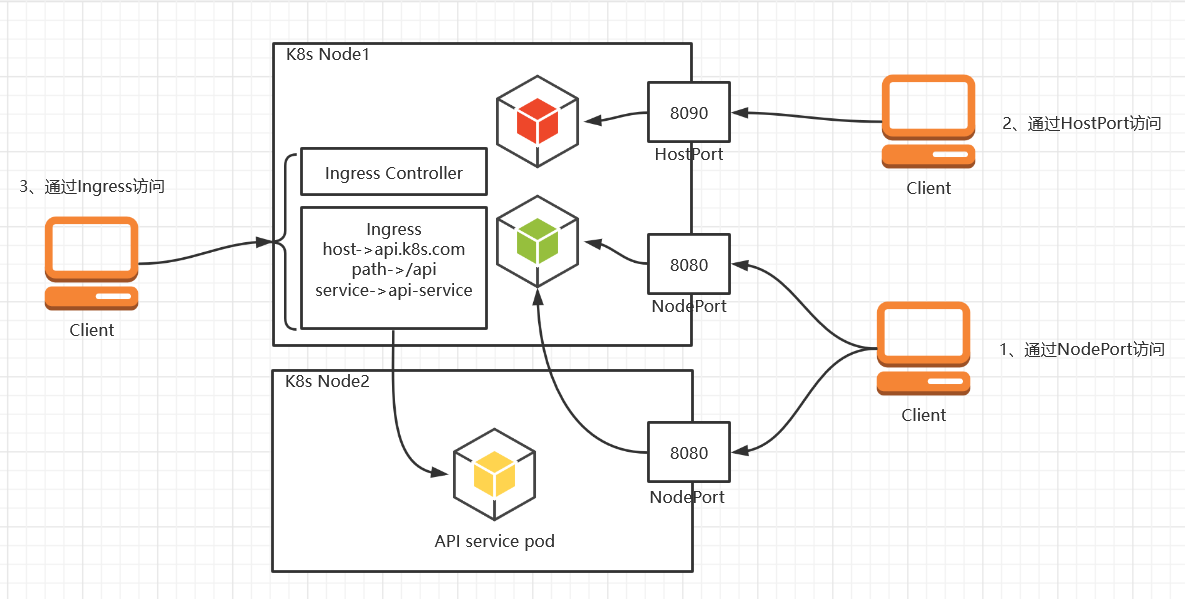 K8s Node1
8090
HostPort
2、通过HostPort访问
Client
Ingress Controller
3、通过Ingress访问
Client
Ingress
host->api.k8s.com
path->/api
service->api-service
8080
NodePort
1、通过NodePort访问
Client
K8s Node2
8080
NodePort
API service pod